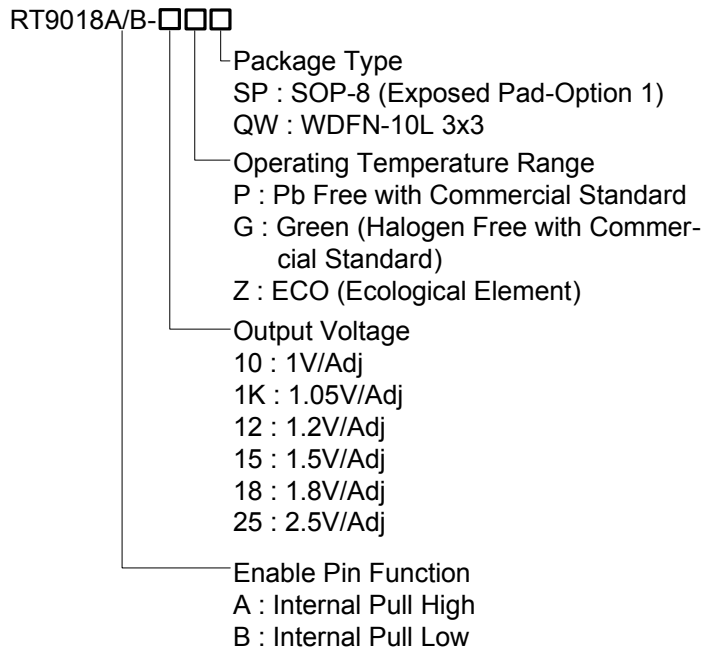 RT9018A/B-□□□
Package Type
SP : SOP-8 (Exposed Pad-Option 1)
QW : WDFN-10L 3x3
Operating Temperature Range
P : Pb Free with Commercial Standard
G : Green (Halogen Free with Commer-
cial Standard)
Z : ECO (Ecological Element)
Output Voltage
10 : 1V/Adj
1K : 1.05V/Adj
12 : 1.2V/Adj
15 : 1.5V/Adj
18 : 1.8V/Adj
25 : 2.5V/Adj
Enable Pin Function
A : Internal Pull High
B : Internal Pull Low